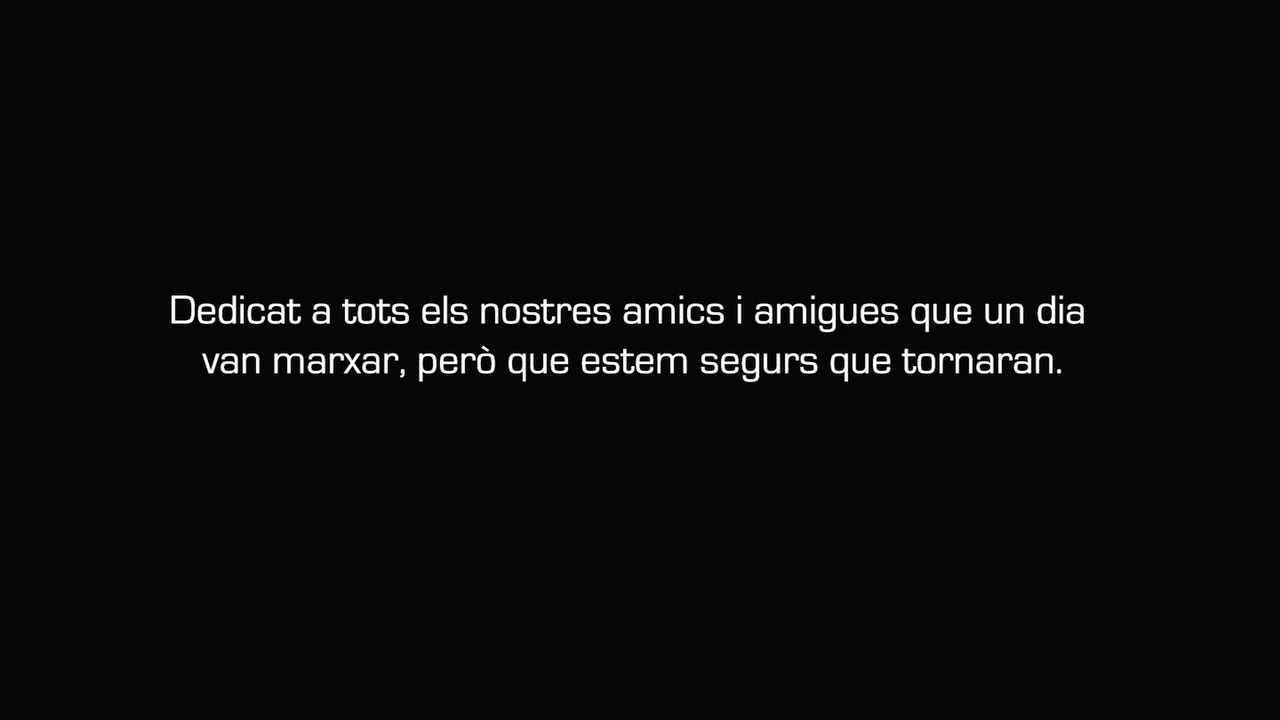 Dedicat a tots els nostres amics i amigues que un dia
van marxar, però que estem segurs que tornaran.